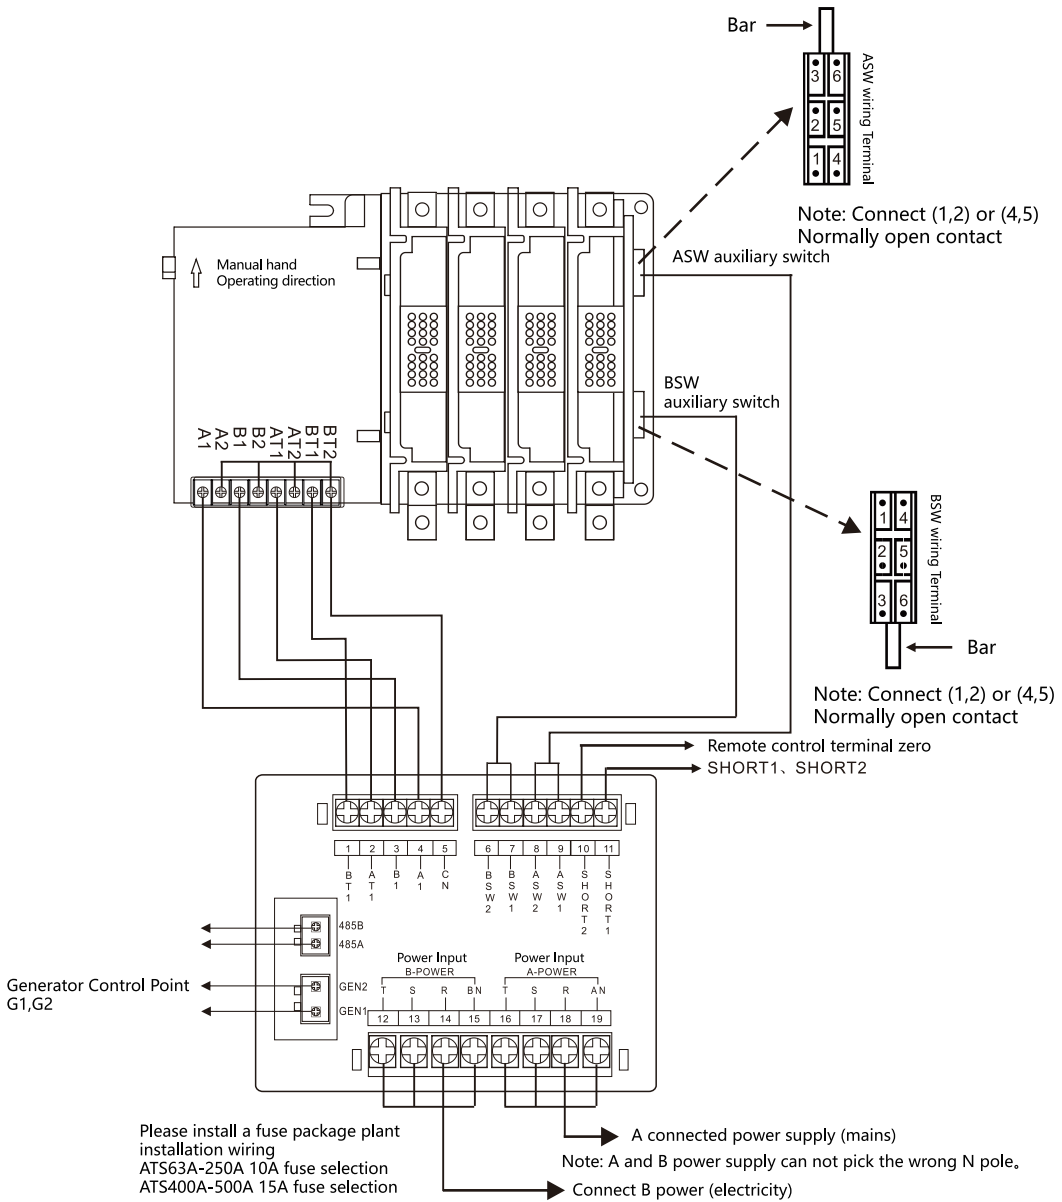 Bar
3 6
2 5
1 4
ASW wiring Terminal
Note: Connect (1,2) or (4,5)
Normally open contact
ASW auxiliary switch
Manual hand
Operating direction
BSW
auxiliary switch
A1 A2 B1 B2 AT1 AT2 BT1 BT2
1 4
2 5
3 6
BSW wiring Terminal
Bar
Note: Connect (1,2) or (4,5)
Normally open contact
Remote control terminal zero
SHORT1、SHORT2
1 2 3 4 5
BT1 AT1 B1 A1 CN
6 7 8 9 10 11
BSW2 BSW1 ASW2 ASW1 SHORT2 SHORT1
485B
485A
Generator Control Point
G1,G2
GEN2
GEN1
Power Input
B-POWER
T S R BN
12 13 14 15
Power Input
A-POWER
T S R AN
16 17 18 19
Please install a fuse package plant
installation wiring
ATS63A-250A 10A fuse selection
ATS400A-500A 15A fuse selection
A connected power supply (mains)
Note: A and B power supply can not pick the wrong N pole。
Connect B power (electricity)